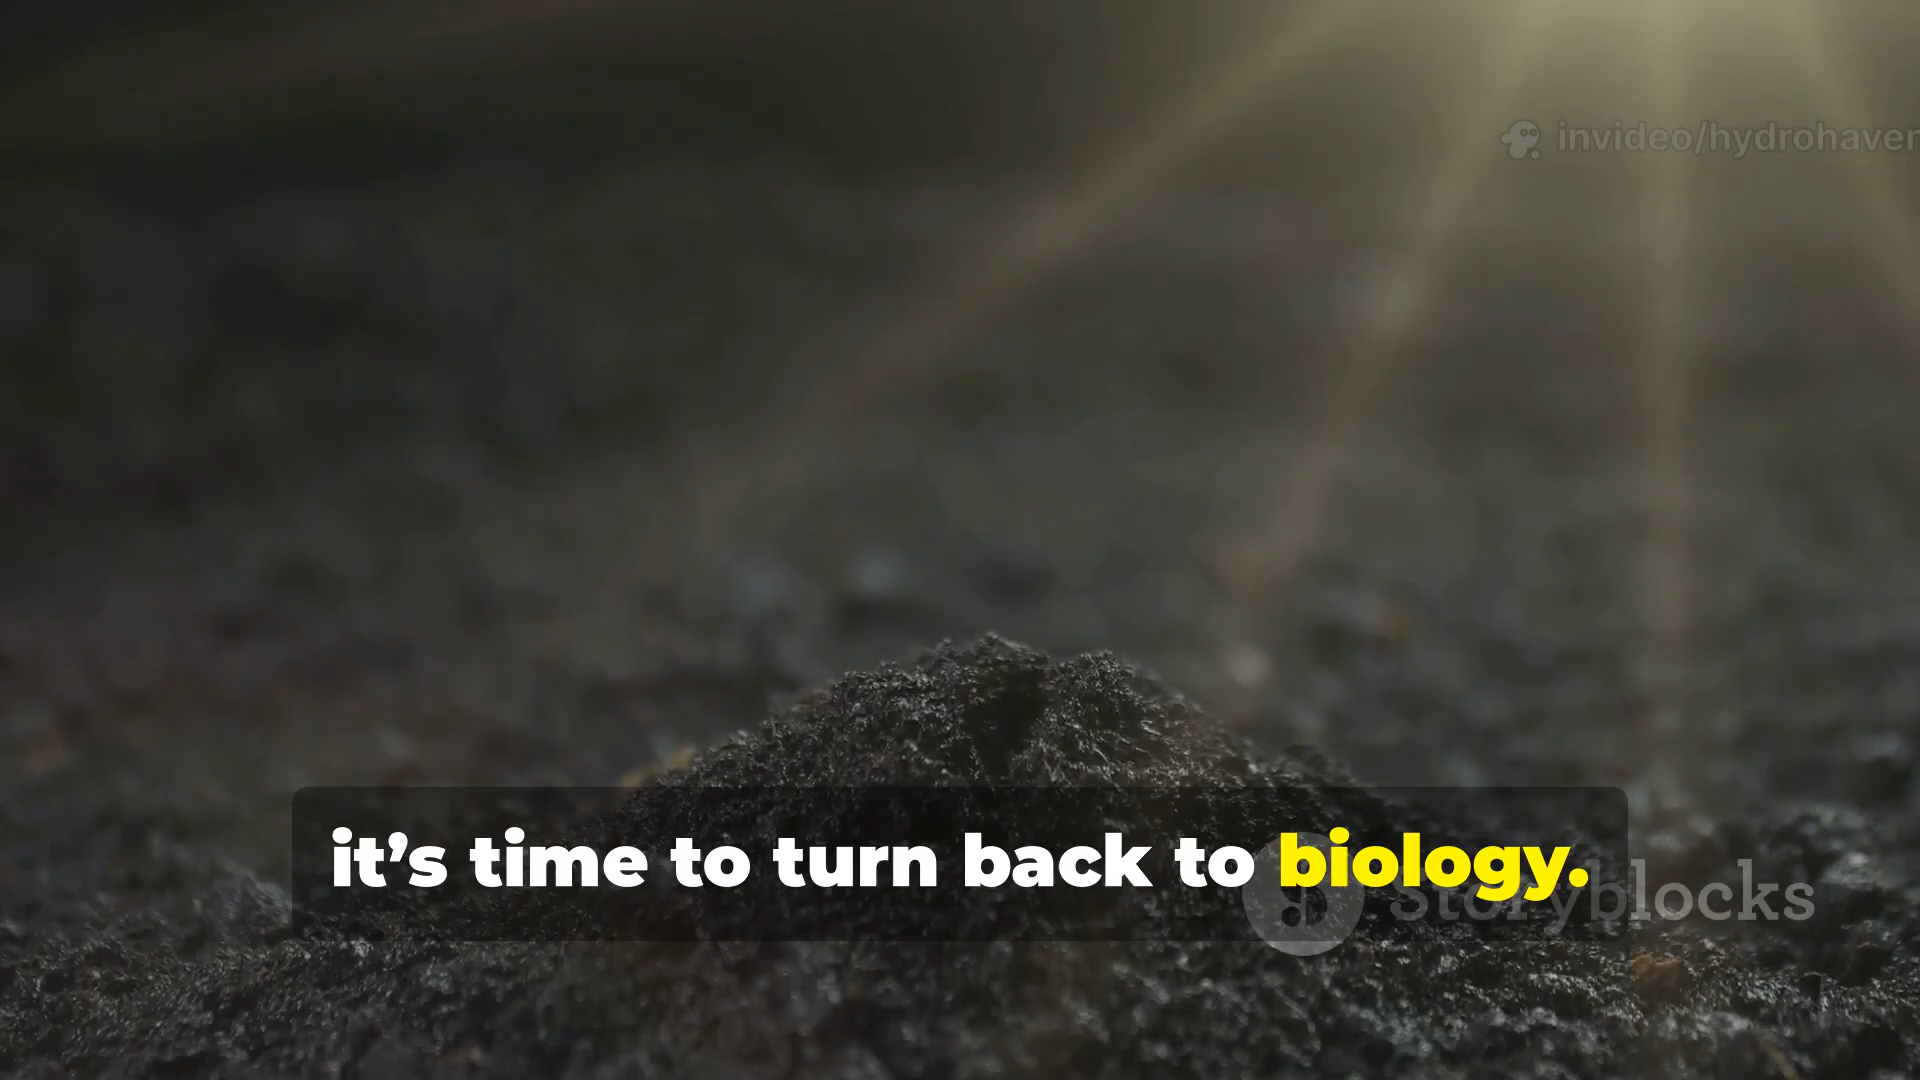 invideo/hydrohaven
it’s time to turn back to biology.
Storyblocks